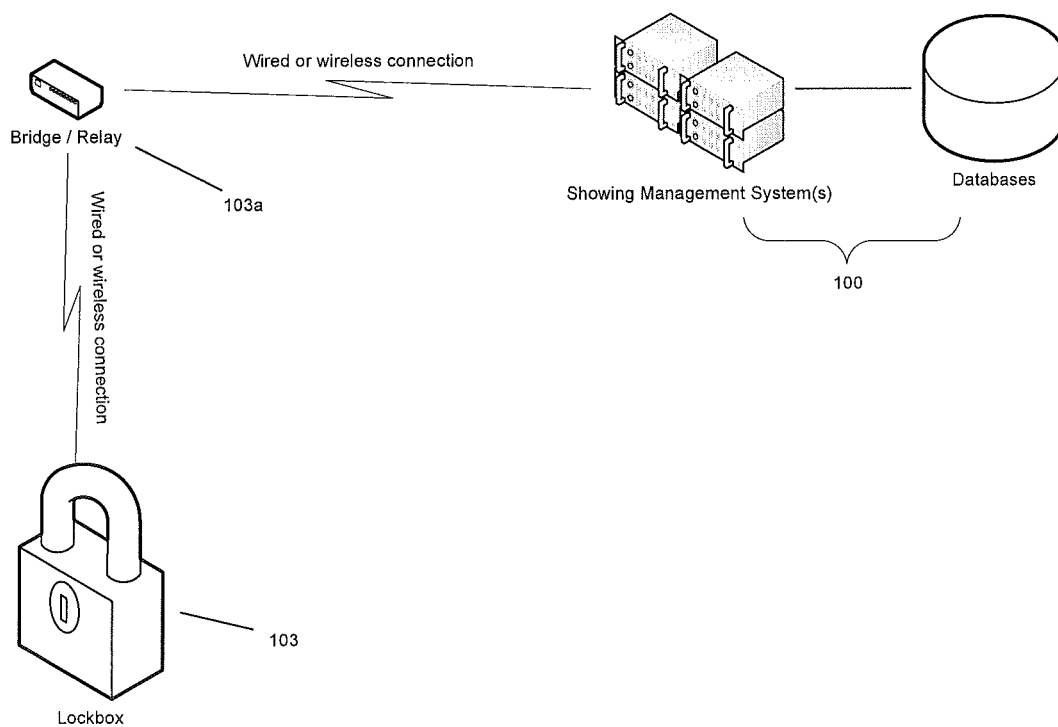 Wired or wireless connection
Bridge / Relay
103a
Showing Management System(s)
Databases
100
Wired or wireless connection
103
Lockbox